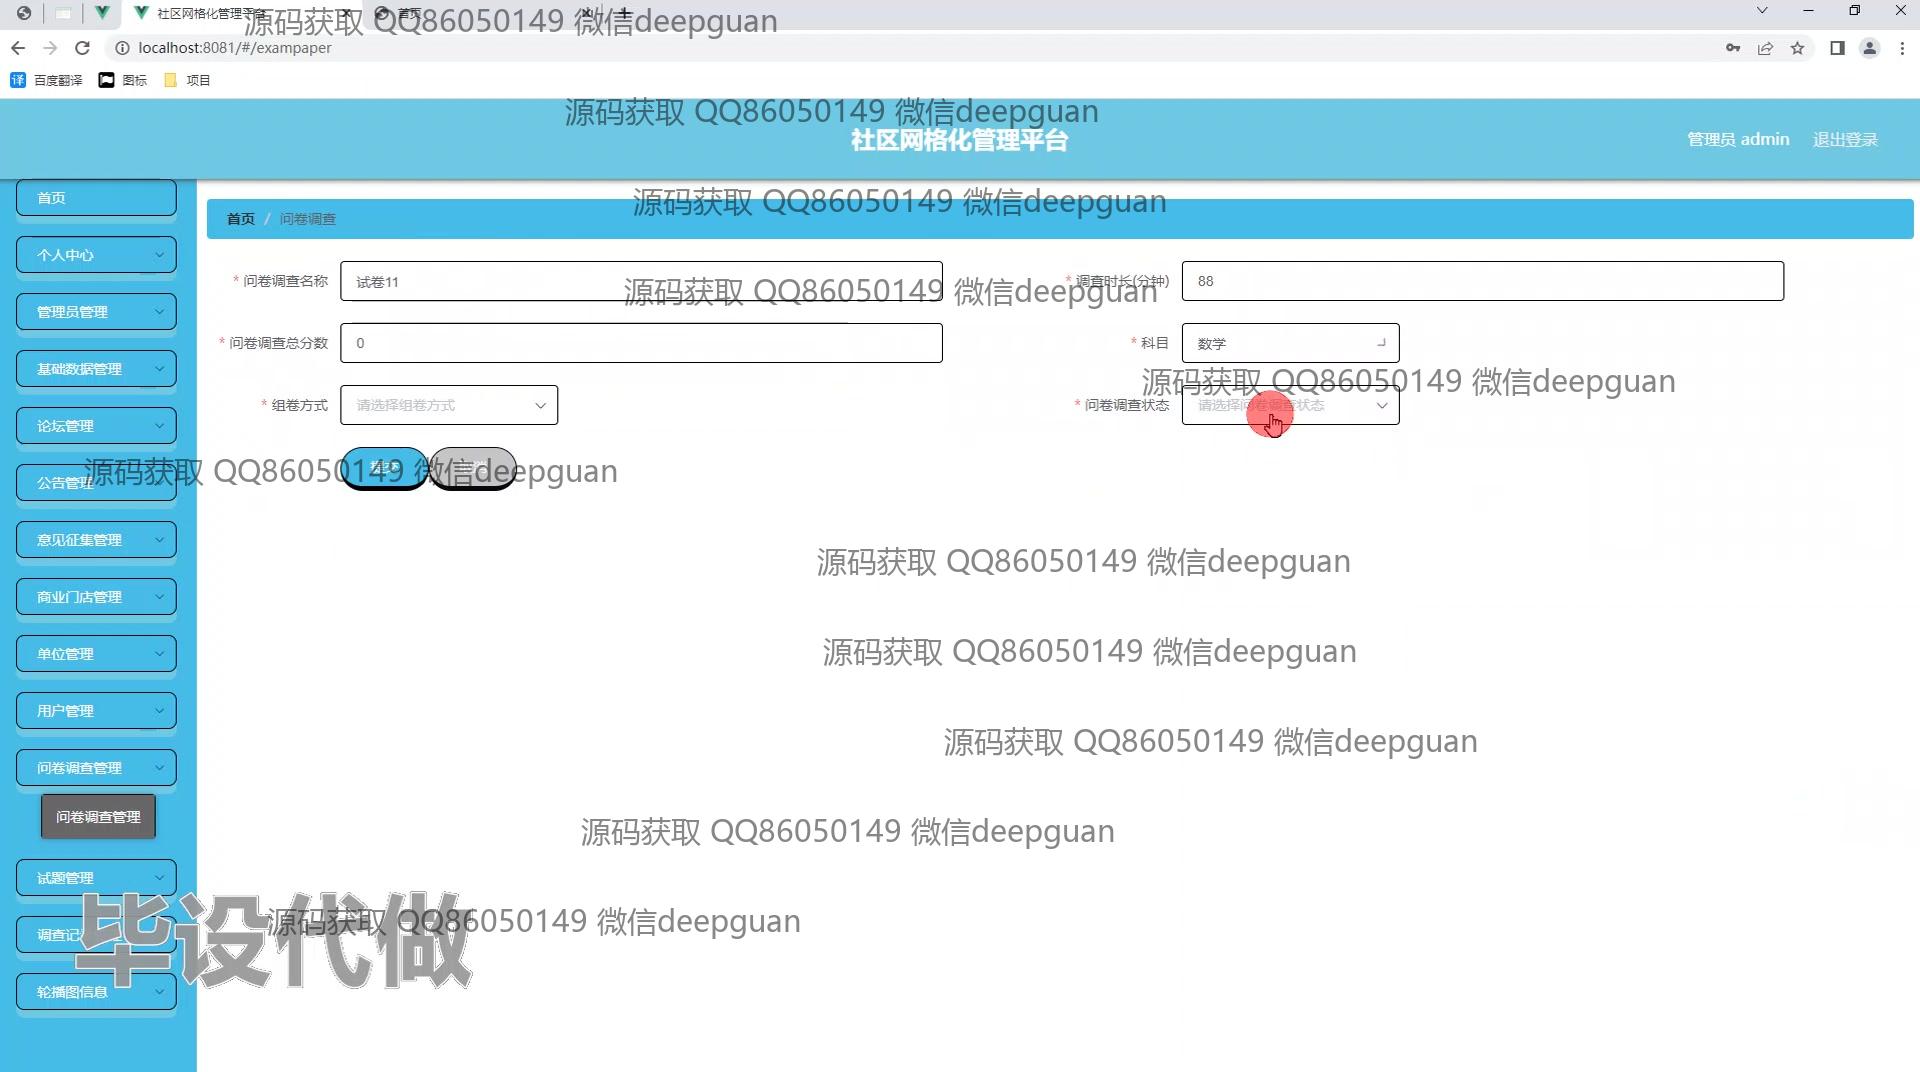 社区网格化管理平台
首页
源码获取 QQ86050149 微信deepguan
localhost:8081/#/exampaper
百度翻译
图标
项目
源码获取 QQ86050149 微信deepguan
社区网格化管理平台
管理员 admin
退出登录
首页
源码获取 QQ86050149 微信deepguan
首页 / 问卷调查
个人中心
* 问卷调查名称
试卷11
* 调查时长(分钟)
88
源码获取 QQ86050149 微信deepguan
管理员管理
* 问卷调查总分数
0
* 科目
数学
基础数据管理
源码获取 QQ86050149 微信deepguan
* 组卷方式
请选择组卷方式
* 问卷调查状态
请选择问卷调查状态
论坛管理
源码获取 QQ86050149 微信deepguan
公告管理
意见征集管理
源码获取 QQ86050149 微信deepguan
商业门店管理
单位管理
源码获取 QQ86050149 微信deepguan
用户管理
源码获取 QQ86050149 微信deepguan
问卷调查管理
问卷调查管理
源码获取 QQ86050149 微信deepguan
试题管理
源码获取 QQ86050149 微信deepguan
毕设代做
轮播图信息